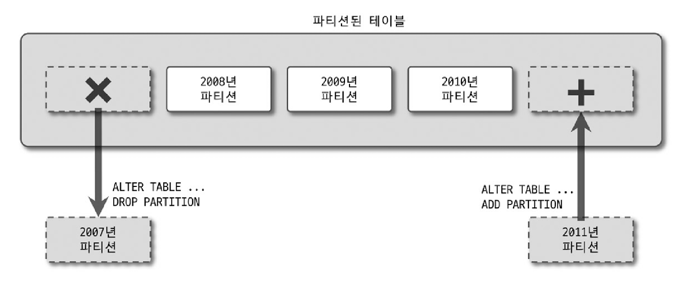 파티션된 테이블
2008년
파티션
2009년
파티션
2010년
파티션
ALTER TABLE ...
DROP PARTITION
ALTER TABLE ...
ADD PARTITION
2007년
파티션
2011년
파티션